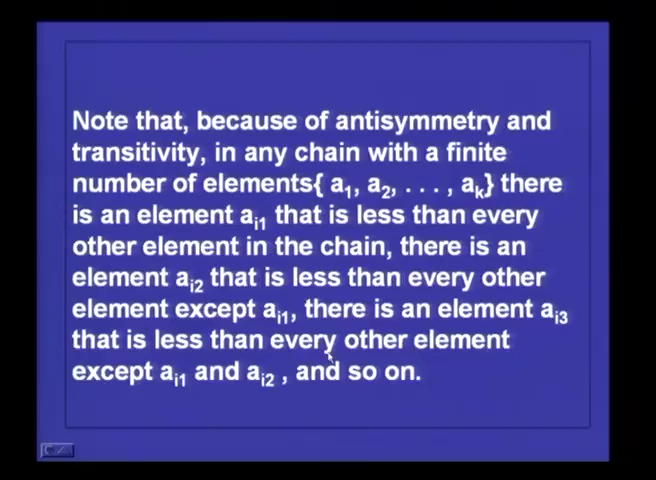 Note that, because of antisymmetry and
transitivity, in any chain with a finite
number of elements{ a₁, a₂, . . . , aₖ} there
is an element aᵢ₁ that is less than every
other element in the chain, there is an
element aᵢ₂ that is less than every other
element except aᵢ₁, there is an element aᵢ₃
that is less than every other element
except aᵢ₁ and aᵢ₂ , and so on.